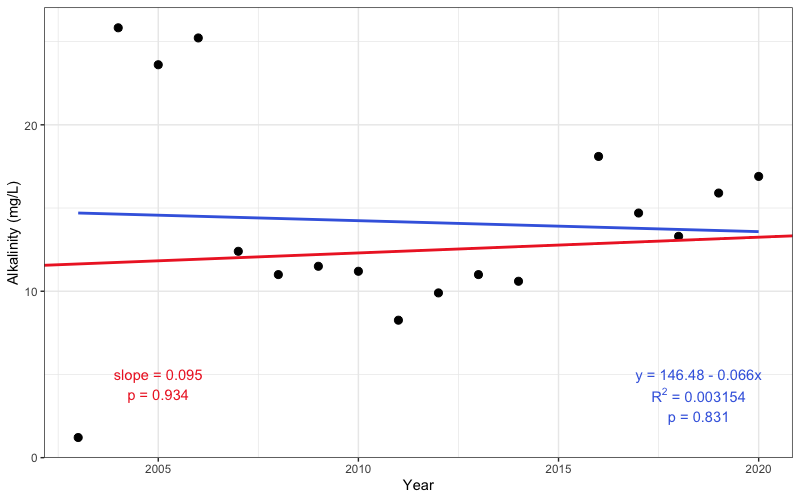 20
10
0
Alkalinity (mg/L)
slope = 0.095
p = 0.934
y = 146.48 - 0.066x
R² = 0.003154
p = 0.831
2005 2010 2015 2020
Year